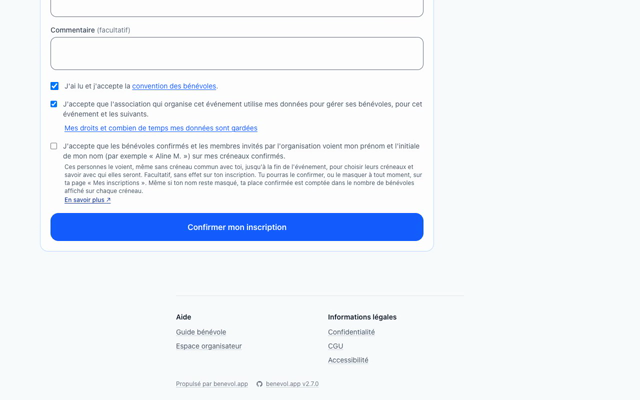 Commentaire (facultatif)
J'ai lu et j'accepte la convention des bénévoles.
J'accepte que l'association qui organise cet événement utilise mes données pour gérer ses bénévoles, pour cet
événement et les suivants.
Mes droits et combien de temps mes données sont gardées
J'accepte que les bénévoles confirmés et les membres invités par l'organisation voient mon prénom et l'initiale
de mon nom (par exemple « Aline M. ») sur mes créneaux confirmés.
Ces personnes le voient, même sans créneau commun avec toi, jusqu'à la fin de l'événement, pour choisir leurs créneaux et
savoir avec qui elles seront. Facultatif, sans effet sur ton inscription. Tu pourras le confirmer, ou le masquer à tout moment, sur
ta page « Mes inscriptions ». Même si ton nom reste masqué, ta place confirmée est comptée dans le nombre de bénévoles
affiché sur chaque créneau.
En savoir plus ↗
Confirmer mon inscription
Aide
Guide bénévole
Espace organisateur
Informations légales
Confidentialité
CGU
Accessibilité
Propulsé par benevol.app
benevol.app v2.7.0